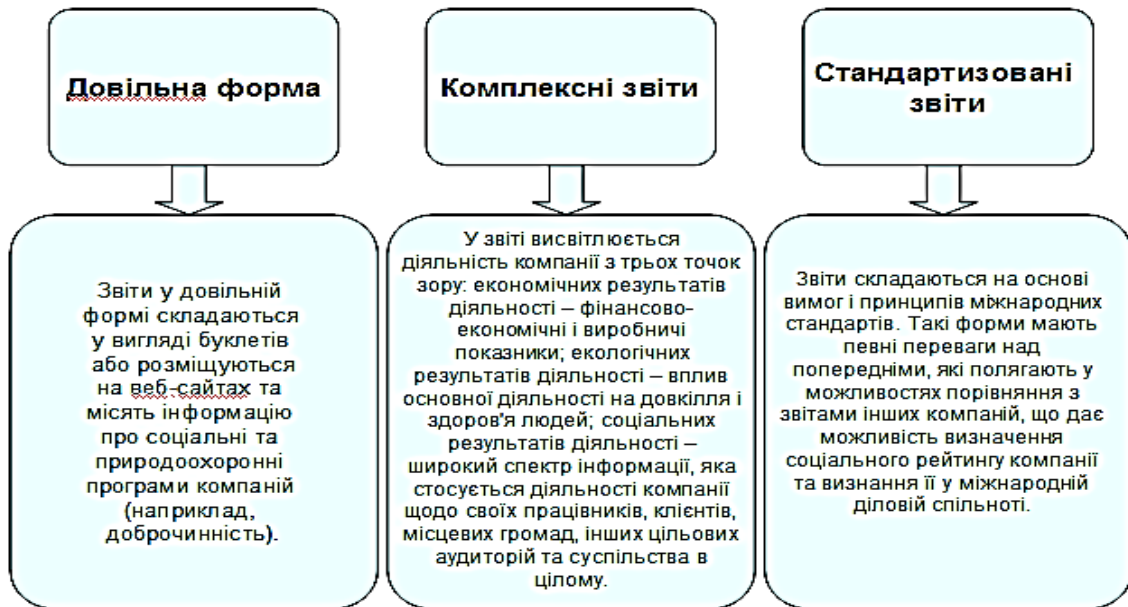 Довільна форма
Звіти у довільній
формі складаються
у вигляді буклетів
або розміщуються
на веб-сайтах та
місять інформацію
про соціальні та
природоохоронні
програми компаній
(наприклад,
доброчинність).
Комплексні звіти
У звіті висвітлюється
діяльність компанії з трьох точок
зору: економічних результатів
діяльності – фінансово-
економічні і виробничі
показники; екологічних
результатів діяльності – вплив
основної діяльності на довкілля і
здоров'я людей; соціальних
результатів діяльності –
широкий спектр інформації, яка
стосується діяльності компанії
щодо своїх працівників, клієнтів,
місцевих громад, інших цільових
аудиторій та суспільства в
цілому.
Стандартизовані
звіти
Звіти складаються на основі
вимог і принципів міжнародних
стандартів. Такі форми мають
певні переваги над
попередніми, які полягають у
можливостях порівняння з
звітами інших компаній, що дає
можливість визначення
соціального рейтингу компанії
та визнання її у міжнародній
діловій спільноті.